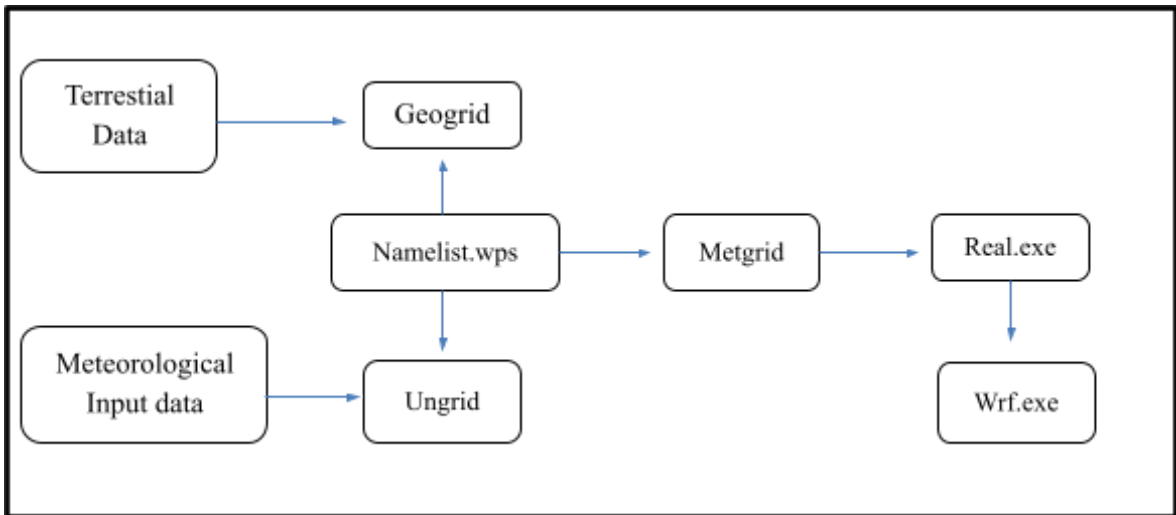 Terrestial
Data
Geogrid
Namelist.wps
Metgrid
Real.exe
Meteorological
Input data
Ungrid
Wrf.exe